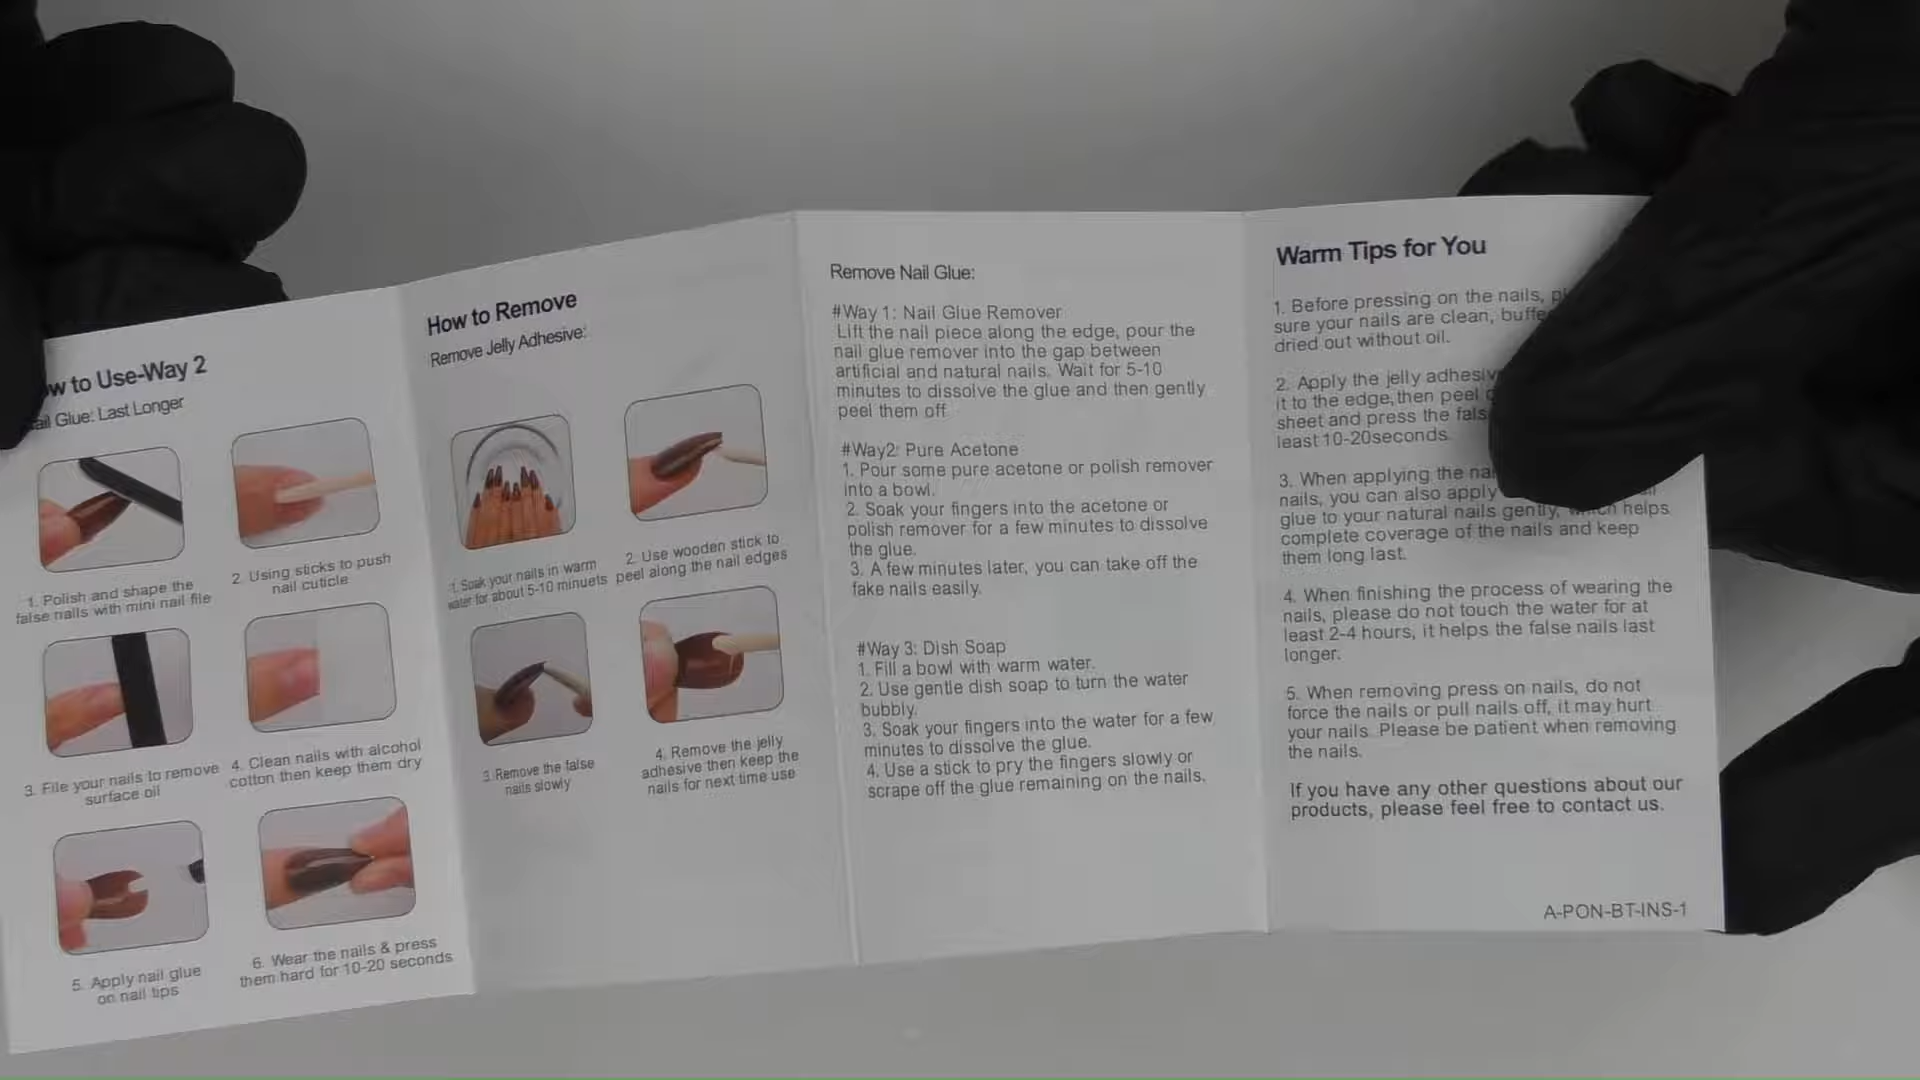 w to Use-Way 2
Nail Glue: Last Longer
1. Polish and shape the
false nails with mini nail file
2. Using sticks to push
nail cuticle
3. File your nails to remove
surface oil
4. Clean nails with alcohol
cotton then keep them dry
5. Apply nail glue
on nail tips
6. Wear the nails & press
them hard for 10-20 seconds
How to Remove
Remove Jelly Adhesive:
1. Soak your nails in warm
water for about 5-10 minuets
2. Use wooden stick to
peel along the nail edges
3. Remove the false
nails slowly
4. Remove the jelly
adhesive then keep the
nails for next time use
Remove Nail Glue:
#Way 1: Nail Glue Remover
Lift the nail piece along the edge, pour the
nail glue remover into the gap between
artificial and natural nails. Wait for 5-10
minutes to dissolve the glue and then gently
peel them off
#Way2: Pure Acetone
1. Pour some pure acetone or polish remover
into a bowl.
2. Soak your fingers into the acetone or
polish remover for a few minutes to dissolve
the glue.
3. A few minutes later, you can take off the
fake nails easily.
#Way 3: Dish Soap
1. Fill a bowl with warm water.
2. Use gentle dish soap to turn the water
bubbly.
3. Soak your fingers into the water for a few
minutes to dissolve the glue.
4. Use a stick to pry the fingers slowly or
scrape off the glue remaining on the nails.
Warm Tips for You
1. Before pressing on the nails,
sure your nails are clean,
dried out without oil.
2. Apply the jelly
it to the edge, then peel
sheet and press the
least 10-20seconds.
3. When applying the
nails, you can also apply
glue to your natural nails gently, which helps
complete coverage of the nails and keep
them long last.
4. When finishing the process of wearing the
nails, please do not touch the water for at
least 2-4 hours, it helps the false nails last
longer.
5. When removing press on nails, do not
force the nails or pull nails off, it may hurt
your nails. Please be patient when removing
the nails.
If you have any other questions about our
products, please feel free to contact us.
A-PON-BT-INS-1